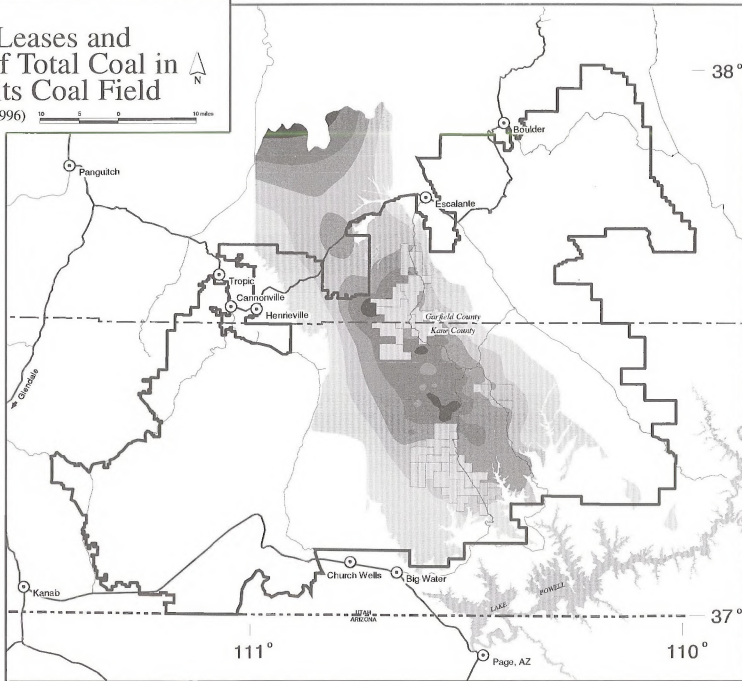 Leases and
f Total Coal in
ts Coal Field
996)
10 5 0 10 miles
N
38°
Boulder
Panguitch
Escalante
Tropic
Cannonville
Henrieville
Garfield County
Kane County
Glendale
Church Wells
Big Water
Kanab
LAKE POWELL
UTAH
ARIZONA
37°
111°
110°
Page, AZ